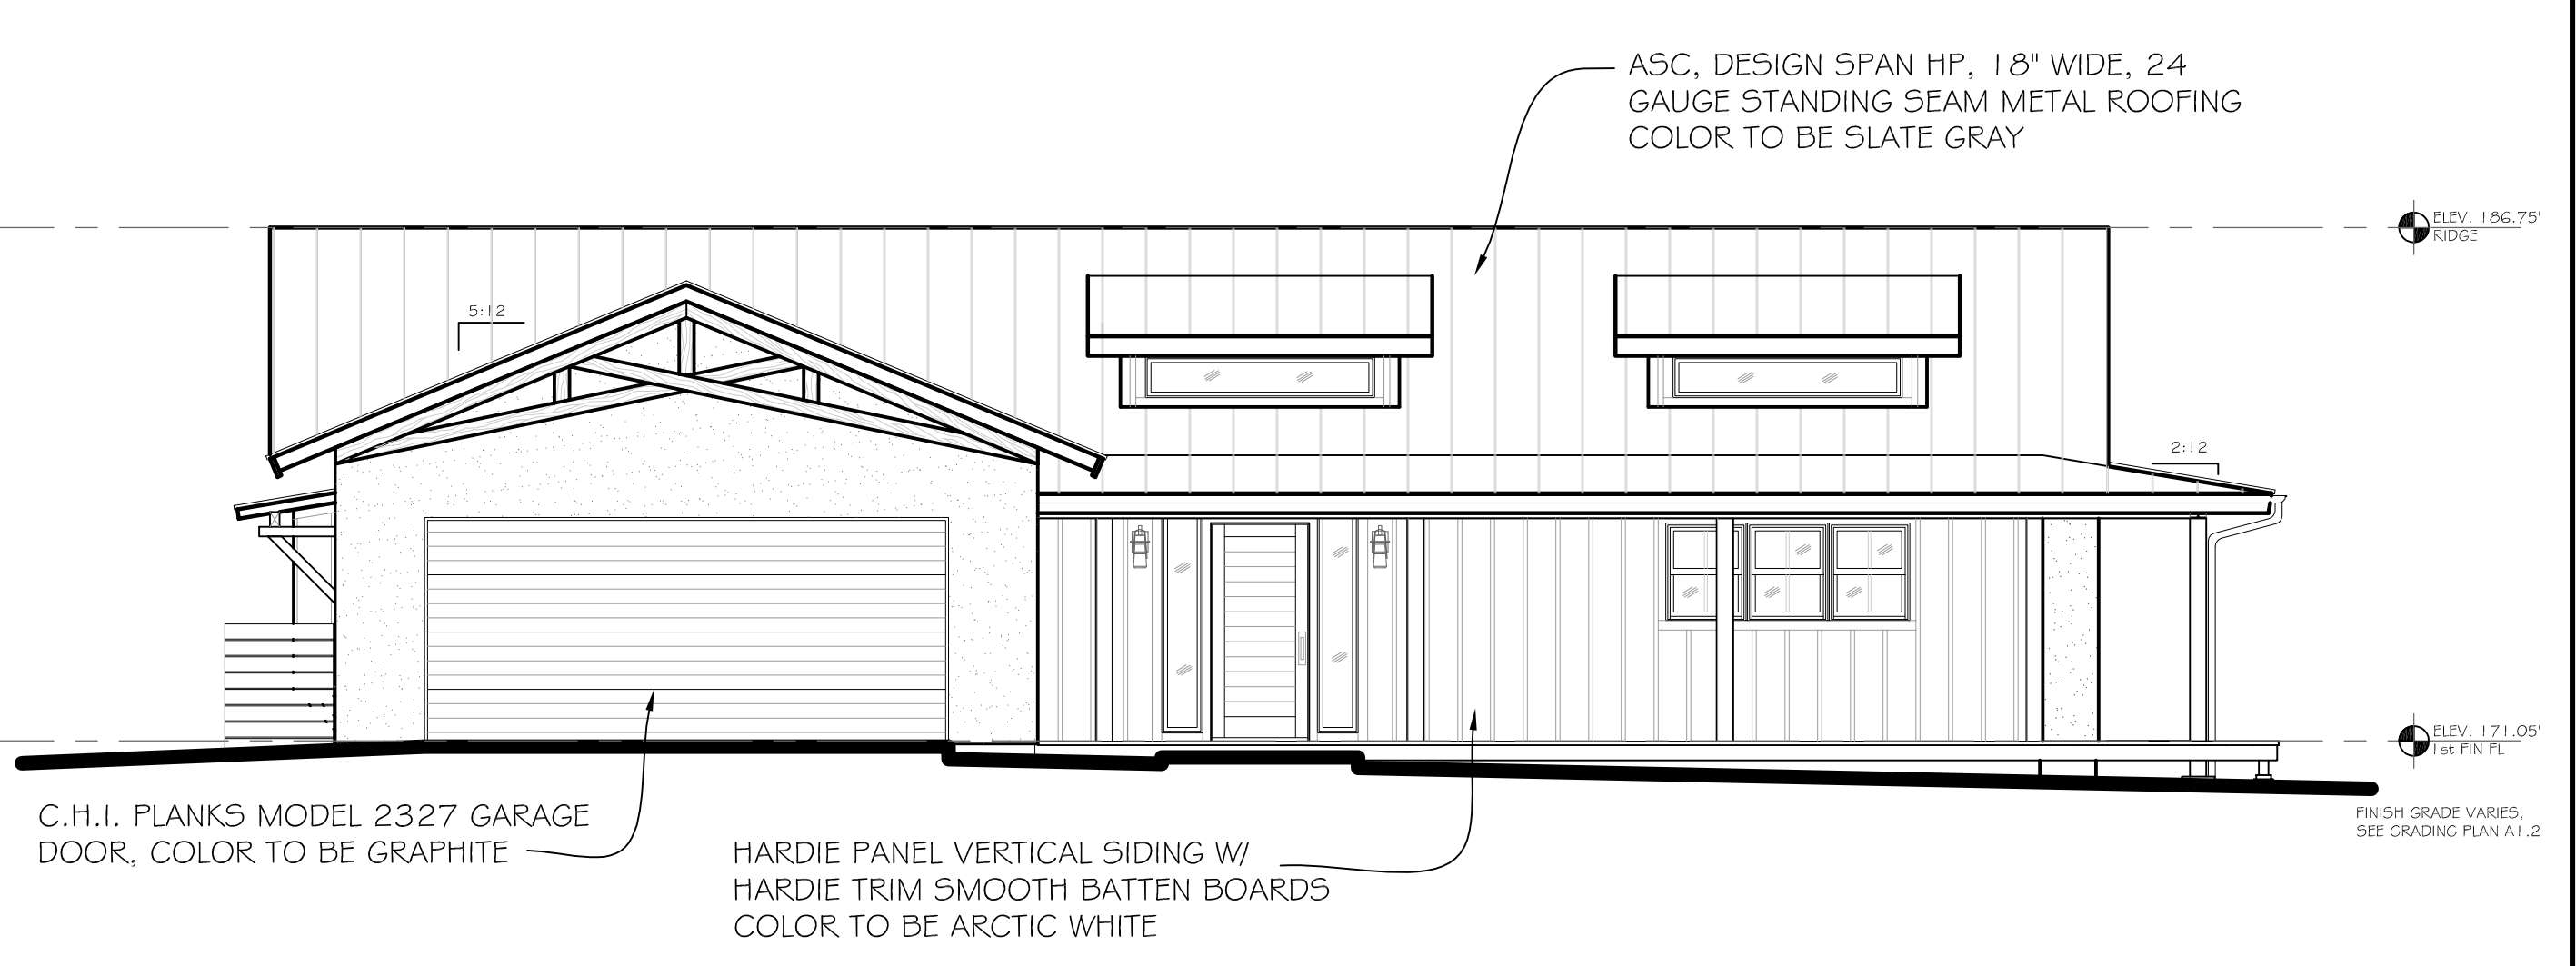 ASC, DESIGN SPAN HP, 18" WIDE, 24
GAUGE STANDING SEAM METAL ROOFING
COLOR TO BE SLATE GRAY
ELEV. 186.75'
RIDGE
5:12
2:12
ELEV. 171.05'
1st FIN FL
C.H.I. PLANKS MODEL 2327 GARAGE
DOOR, COLOR TO BE GRAPHITE
HARDIE PANEL VERTICAL SIDING W/
HARDIE TRIM SMOOTH BATTEN BOARDS
COLOR TO BE ARCTIC WHITE
FINISH GRADE VARIES,
SEE GRADING PLAN A1.2